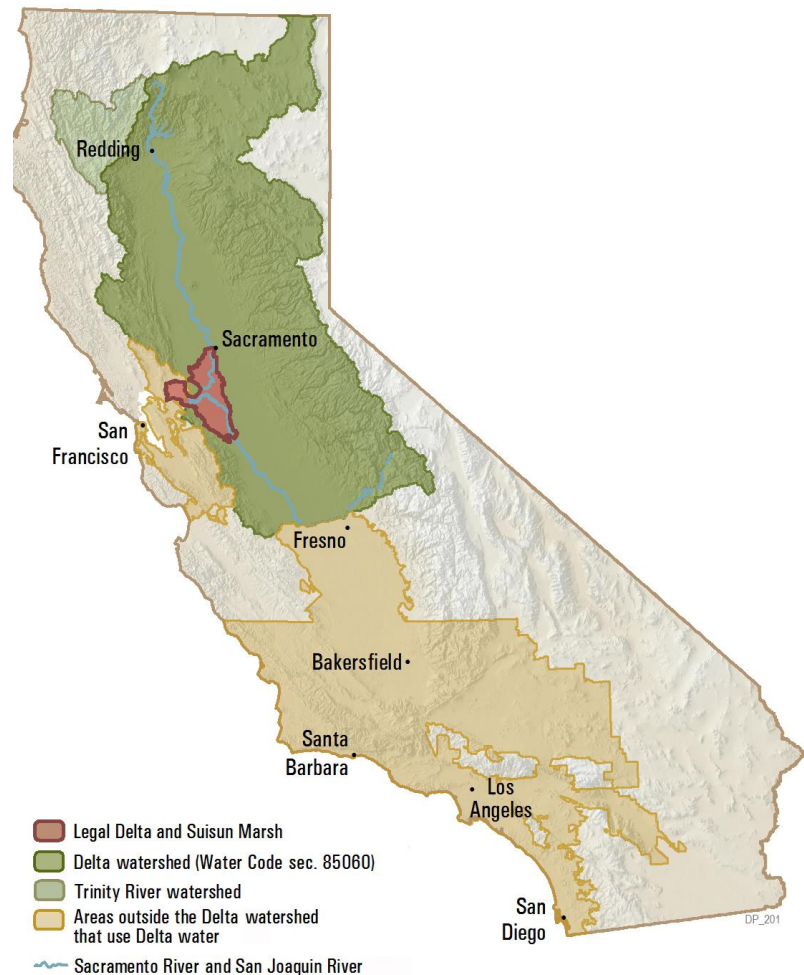 Redding
Sacramento
San
Francisco
Fresno
Bakersfield
Santa
Barbara
Los
Angeles
San
Diego
DP_201
Legal Delta and Suisun Marsh
Delta watershed (Water Code sec. 85060)
Trinity River watershed
Areas outside the Delta watershed
that use Delta water
Sacramento River and San Joaquin River